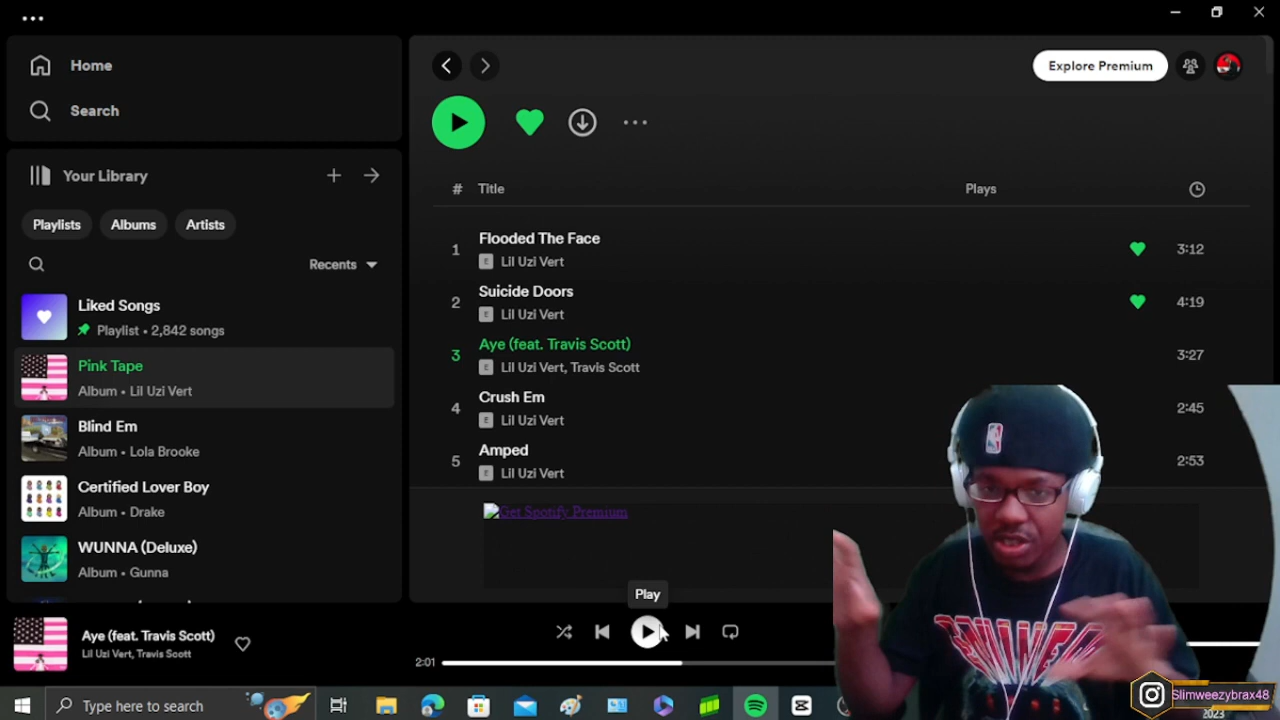 Home
Search
Your Library
Playlists
Albums
Artists
Recents
Liked Songs
Playlist • 2,842 songs
Pink Tape
Album • Lil Uzi Vert
Blind Em
Album • Lola Brooke
Certified Lover Boy
Album • Drake
WUNNA (Deluxe)
Album • Gunna
Explore Premium
# Title Plays
1 Flooded The Face 3:12
E Lil Uzi Vert
2 Suicide Doors 4:19
E Lil Uzi Vert
3 Aye (feat. Travis Scott) 3:27
E Lil Uzi Vert, Travis Scott
4 Crush Em 2:45
E Lil Uzi Vert
5 Amped 2:53
E Lil Uzi Vert
Get Spotify Premium
Play
Aye (feat. Travis Scott)
Lil Uzi Vert, Travis Scott
2:01
Type here to search
Slimweezybrax48
2023